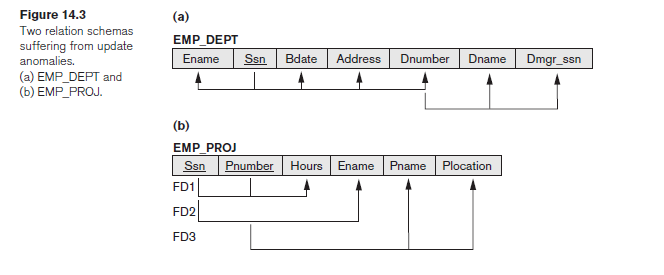 Figure 14.3
Two relation schemas
suffering from update
anomalies.
(a) EMP_DEPT and
(b) EMP_PROJ.
(a)
EMP_DEPT
Ename Ssn Bdate Address Dnumber Dname Dmgr_ssn
(b)
EMP_PROJ
Ssn Pnumber Hours Ename Pname Plocation
FD1
FD2
FD3